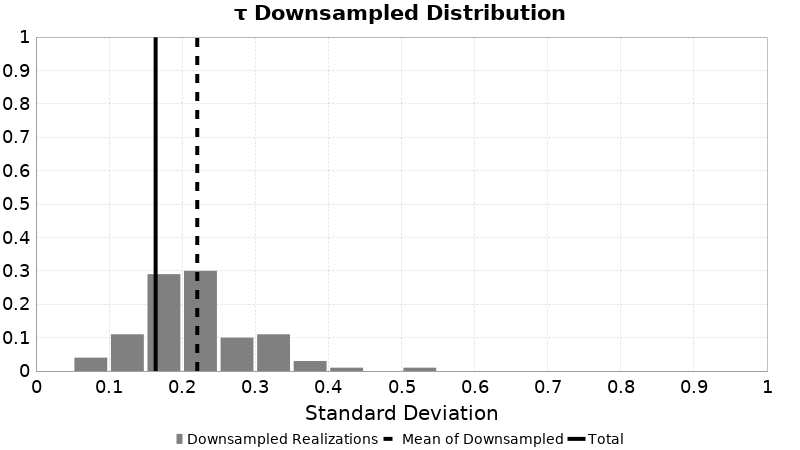 τ Downsampled Distribution
1
0.9
0.8
0.7
0.6
0.5
0.4
0.3
0.2
0.1
0
0 0.1 0.2 0.3 0.4 0.5 0.6 0.7 0.8 0.9 1
Standard Deviation
Downsampled Realizations Mean of Downsampled Total